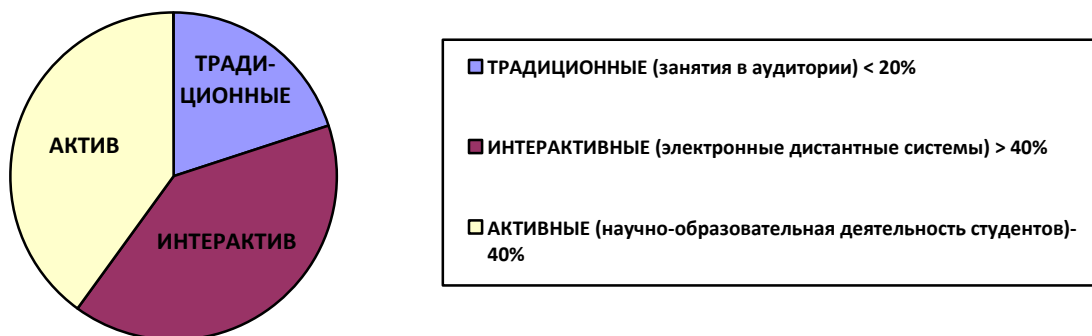 ТРАДИ-
ЦИОННЫЕ
АКТИВ
ИНТЕРАКТИВ
ТРАДИЦИОННЫЕ (занятия в аудитории) < 20%
ИНТЕРАКТИВНЫЕ (электронные дистантные системы) > 40%
АКТИВНЫЕ (научно-образовательная деятельность студентов)-
40%